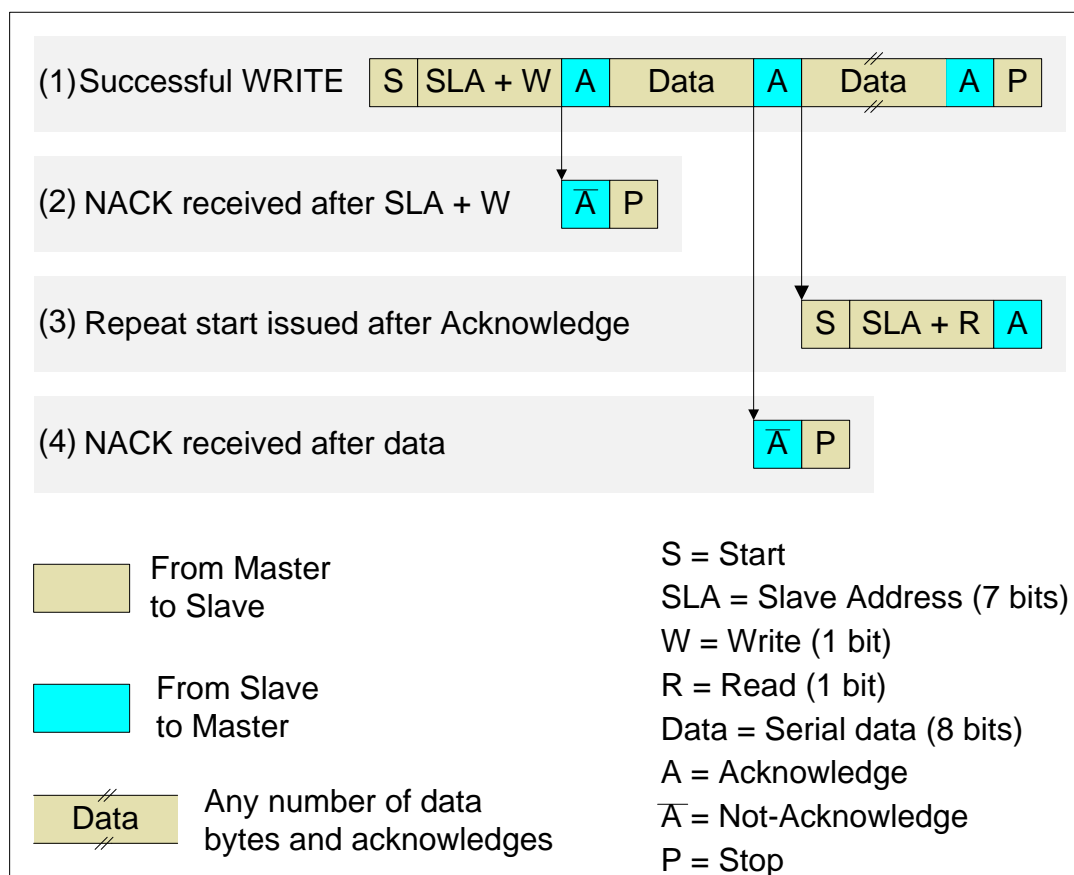 (1) Successful WRITE S SLA + W A Data A Data A P
(2) NACK received after SLA + W A̅ P
(3) Repeat start issued after Acknowledge S SLA + R A
(4) NACK received after data A̅ P
From Master
to Slave
From Slave
to Master
Data
Any number of data
bytes and acknowledges
S = Start
SLA = Slave Address (7 bits)
W = Write (1 bit)
R = Read (1 bit)
Data = Serial data (8 bits)
A = Acknowledge
A̅ = Not-Acknowledge
P = Stop